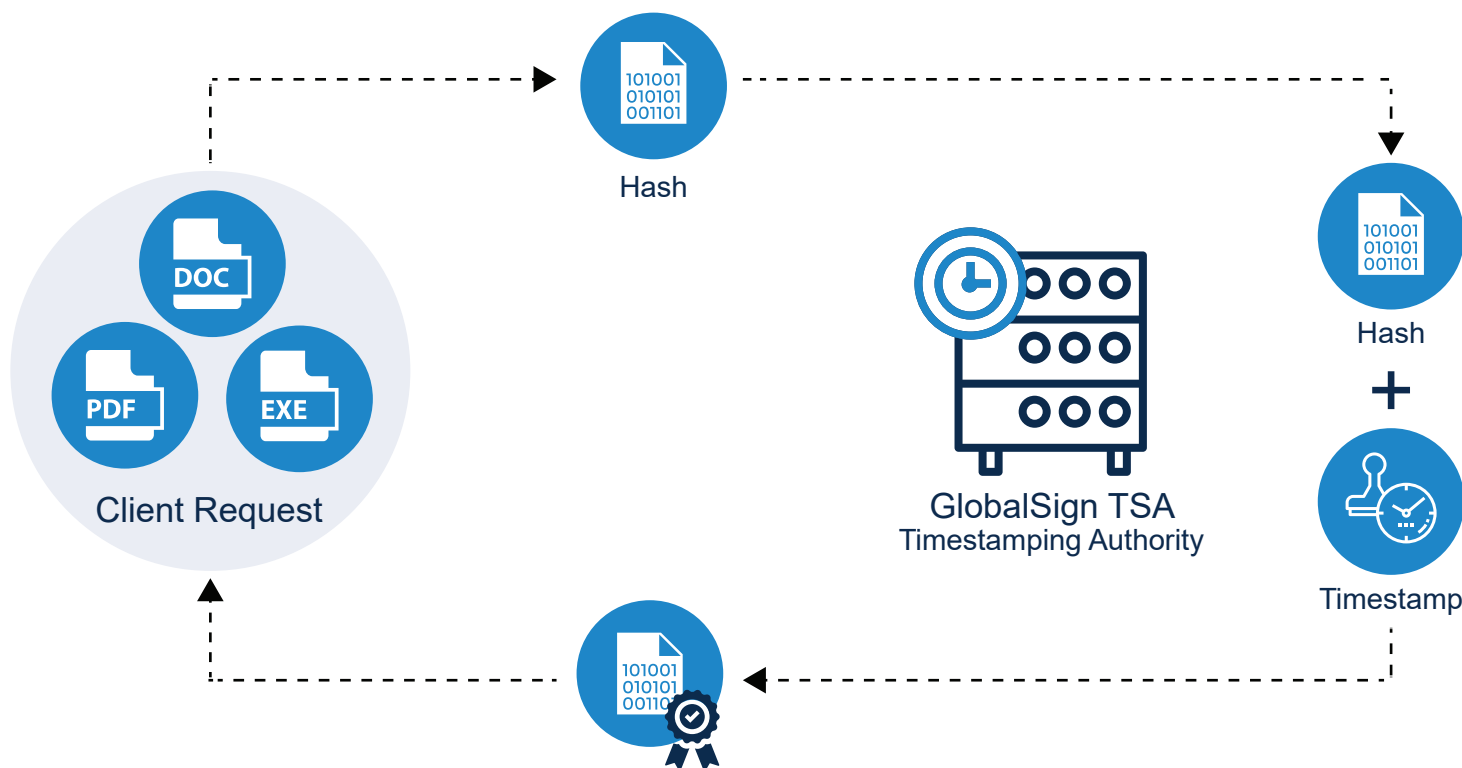 101001
010101
001101
Hash
DOC
PDF
EXE
Client Request
GlobalSign TSA
Timestamping Authority
101001
010101
001101
Hash
+
Timestamp
101001
010101
001101